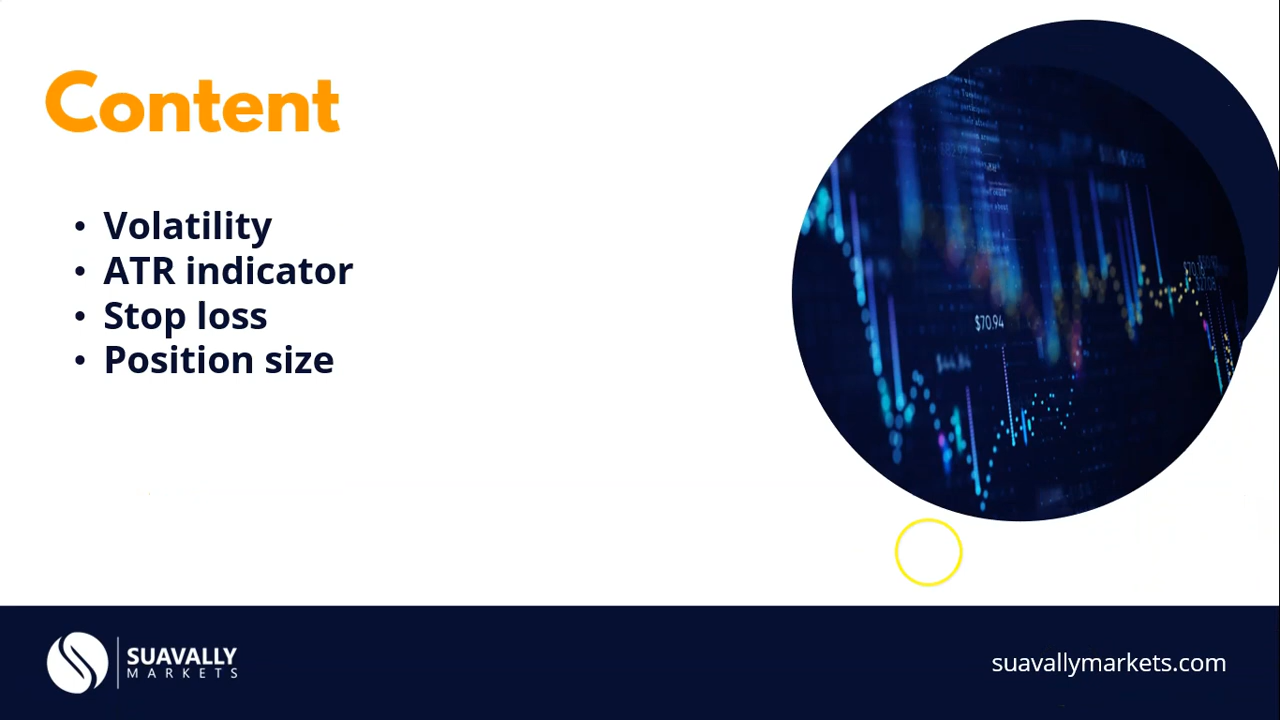 Content
• Volatility
• ATR indicator
• Stop loss
• Position size
$70.94
SUAVALLY
MARKETS
suavallymarkets.com